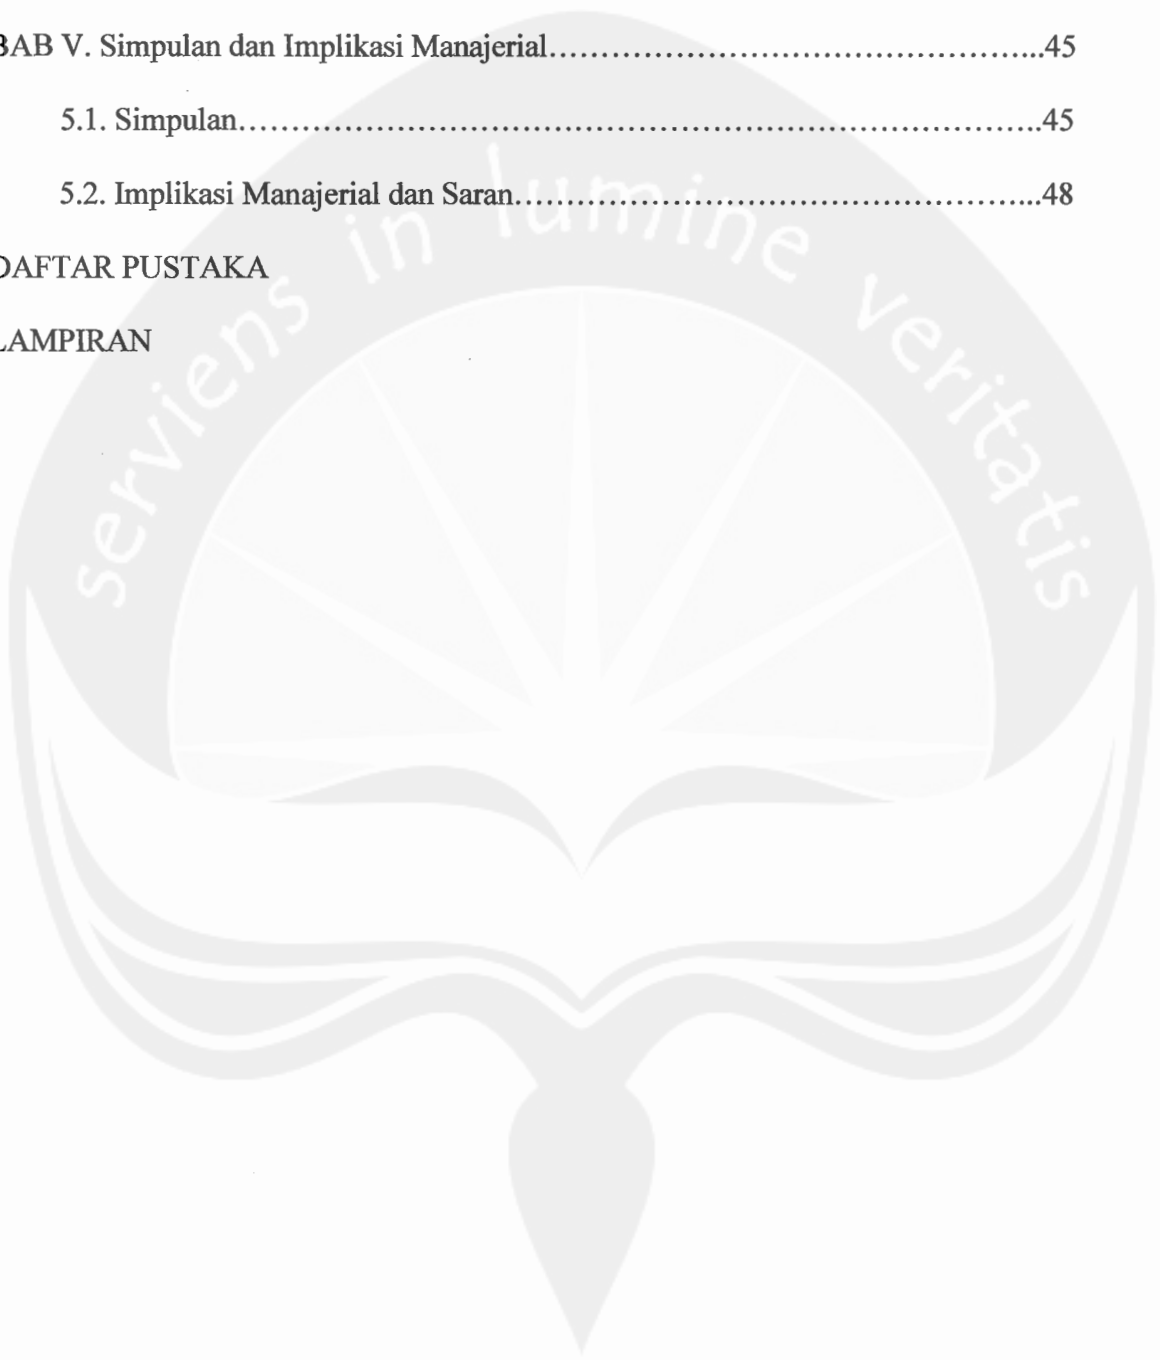 BAB V. Simpulan dan Implikasi Manajerial.................................................45
5.1. Simpulan................................................................................45
5.2. Implikasi Manajerial dan Saran....................................................48
DAFTAR PUSTAKA
LAMPIRAN
serviens in lumine veritatis